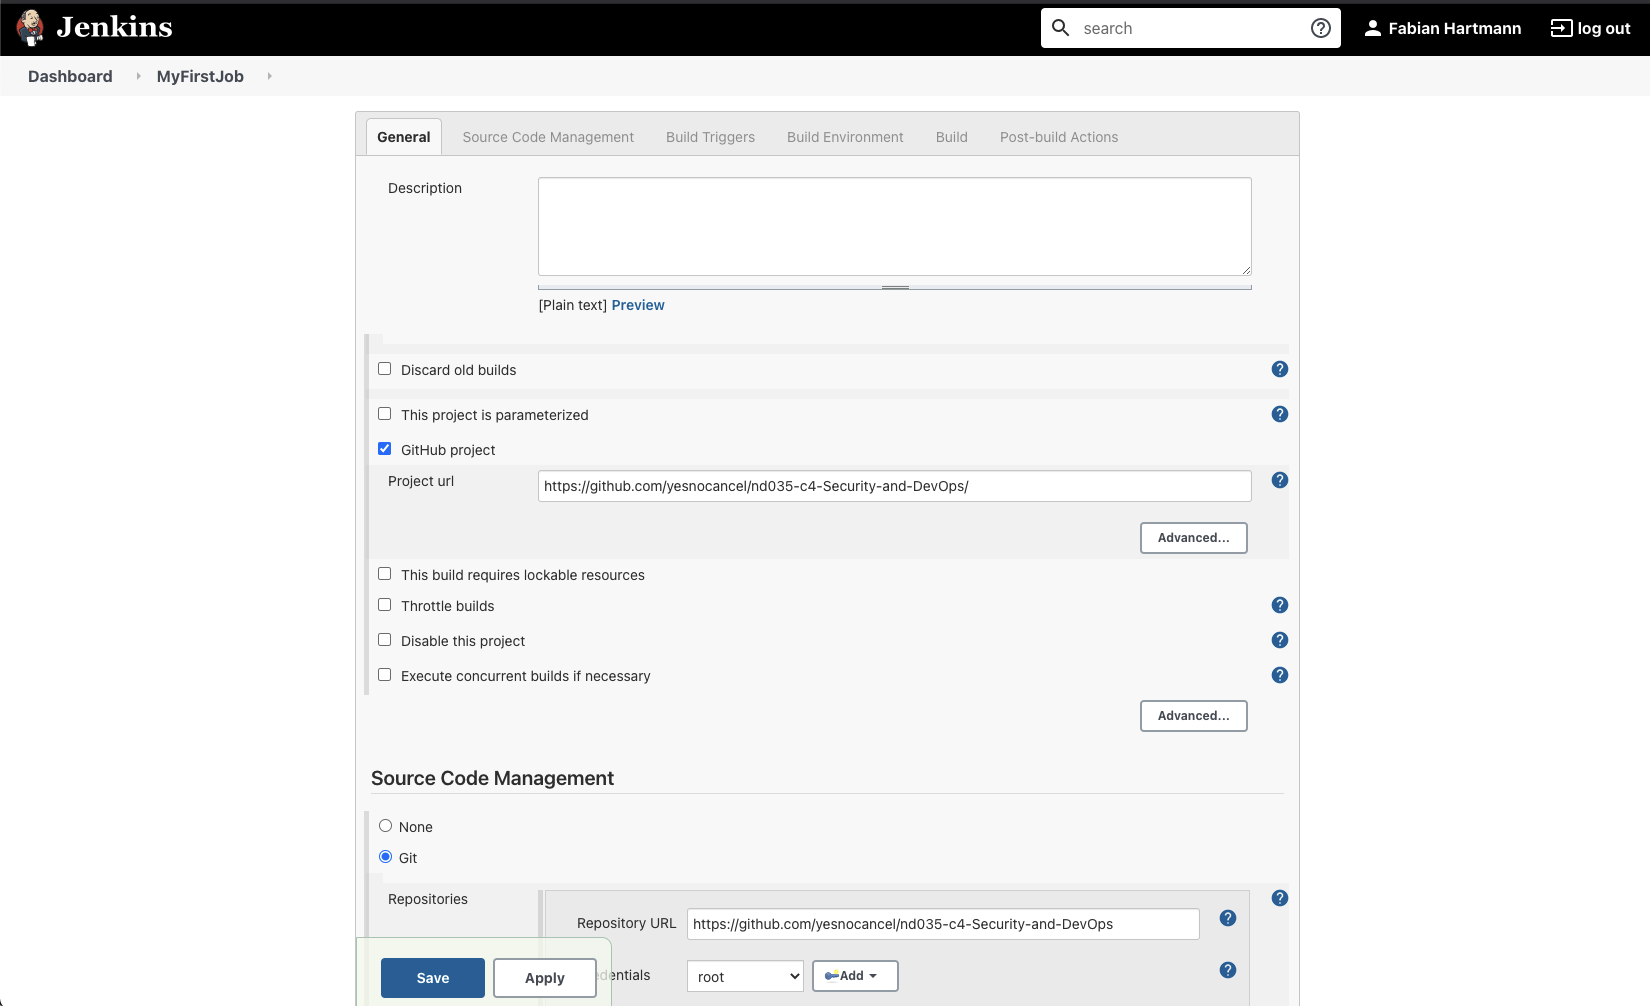 Jenkins
search
Fabian Hartmann
log out
Dashboard
MyFirstJob
General
Source Code Management
Build Triggers
Build Environment
Build
Post-build Actions
Description
[Plain text] Preview
Discard old builds
This project is parameterized
GitHub project
Project url
https://github.com/yesnocancel/nd035-c4-Security-and-DevOps/
Advanced...
This build requires lockable resources
Throttle builds
Disable this project
Execute concurrent builds if necessary
Advanced...
Source Code Management
None
Git
Repositories
Repository URL
https://github.com/yesnocancel/nd035-c4-Security-and-DevOps
Save
Apply
dentials
root
Add